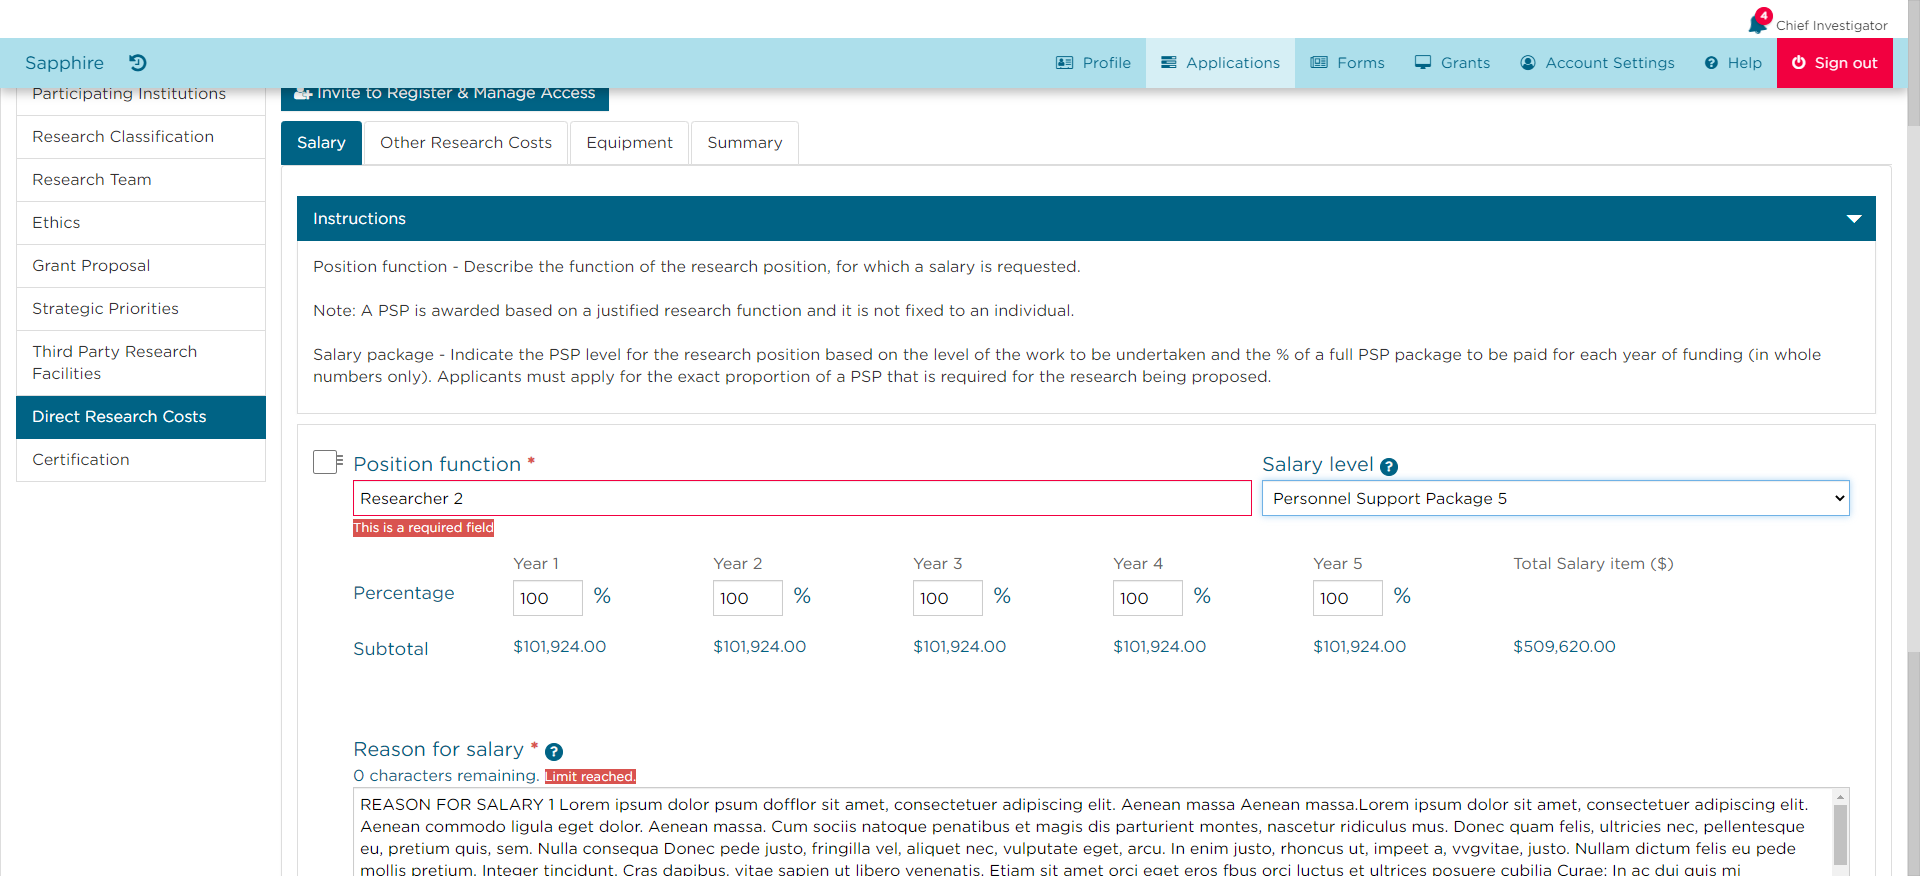 4
Chief Investigator
Sapphire
Profile
Applications
Forms
Grants
Account Settings
Help
Sign out
Participating Institutions
Research Classification
Research Team
Ethics
Grant Proposal
Strategic Priorities
Third Party Research
Facilities
Direct Research Costs
Certification
Invite to Register & Manage Access
Salary
Other Research Costs
Equipment
Summary
Instructions
Position function - Describe the function of the research position, for which a salary is requested.
Note: A PSP is awarded based on a justified research function and it is not fixed to an individual.
Salary package - Indicate the PSP level for the research position based on the level of the work to be undertaken and the % of a full PSP package to be paid for each year of funding (in whole
numbers only). Applicants must apply for the exact proportion of a PSP that is required for the research being proposed.
Position function *
Salary level ?
Researcher 2
Personnel Support Package 5
This is a required field
Year 1 Year 2 Year 3 Year 4 Year 5 Total Salary item ($)
Percentage 100 % 100 % 100 % 100 % 100 %
Subtotal $101,924.00 $101,924.00 $101,924.00 $101,924.00 $101,924.00 $509,620.00
Reason for salary * ?
0 characters remaining. Limit reached.
REASON FOR SALARY 1 Lorem ipsum dolor psum dofflor sit amet, consectetuer adipiscing elit. Aenean massa Aenean massa.Lorem ipsum dolor sit amet, consectetuer adipiscing elit.
Aenean commodo ligula eget dolor. Aenean massa. Cum sociis natoque penatibus et magis dis parturient montes, nascetur ridiculus mus. Donec quam felis, ultricies nec, pellentesque
eu, pretium quis, sem. Nulla consequa Donec pede justo, fringilla vel, aliquet nec, vulputate eget, arcu. In enim justo, rhoncus ut, impeet a, vvgvitae, justo. Nullam dictum felis eu pede
mollis pretium. Integer tincidunt. Cras dapibus. vitae sapien ut libero venenatis. Etiam sit amet orci eget eros fbus orci luctus et ultrices posuere cubilia Curae; In ac dui quis mi